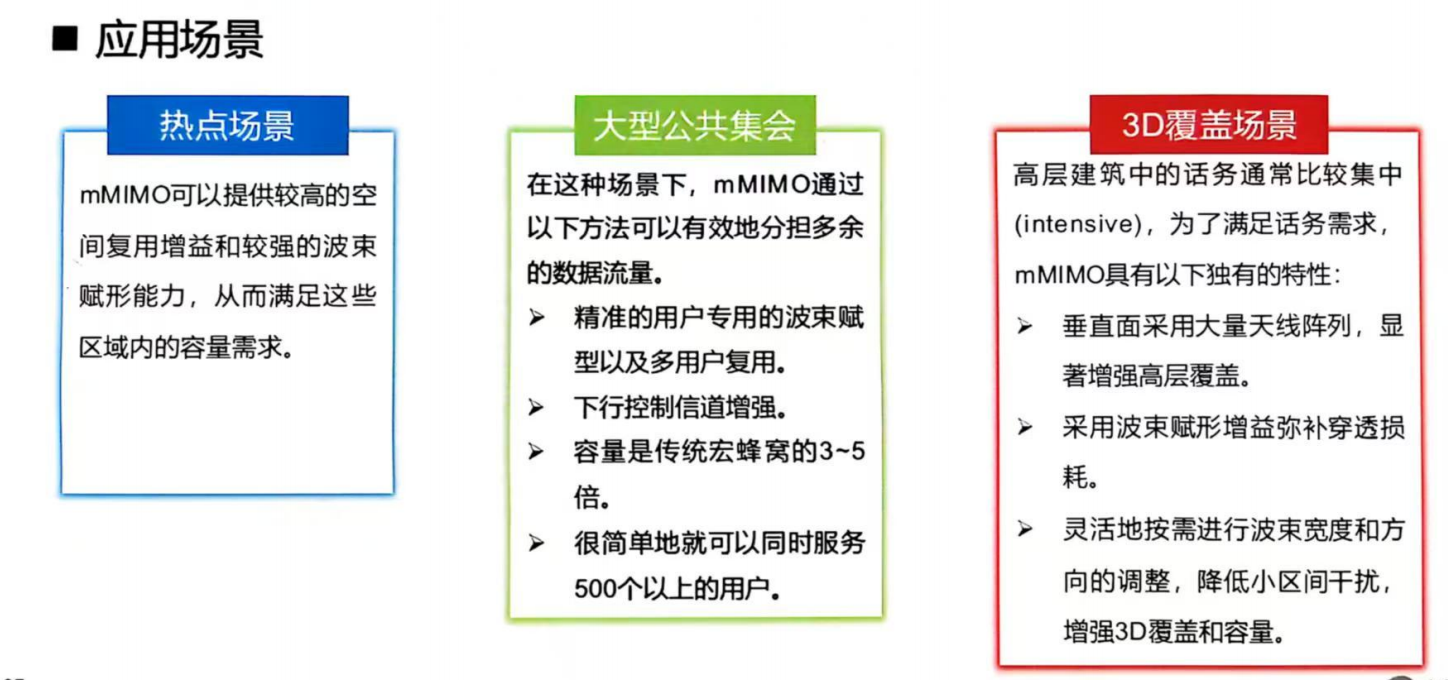 ■ 应用场景
热点场景
mMIMO可以提供较高的空
间复用增益和较强的波束
赋形能力，从而满足这些
区域内的容量需求。
大型公共集会
在这种场景下，mMIMO通过
以下方法可以有效地分担多余
的数据流量。
➢ 精准的用户专用的波束赋
型以及多用户复用。
➢ 下行控制信道增强。
➢ 容量是传统宏蜂窝的3~5
倍。
➢ 很简单地就可以同时服务
500个以上的用户。
3D覆盖场景
高层建筑中的话务通常比较集中
(intensive)，为了满足话务需求，
mMIMO具有以下独有的特性：
➢ 垂直面采用大量天线阵列，显
著增强高层覆盖。
➢ 采用波束赋形增益弥补穿透损
耗。
➢ 灵活地按需进行波束宽度和方
向的调整，降低小区间干扰，
增强3D覆盖和容量。